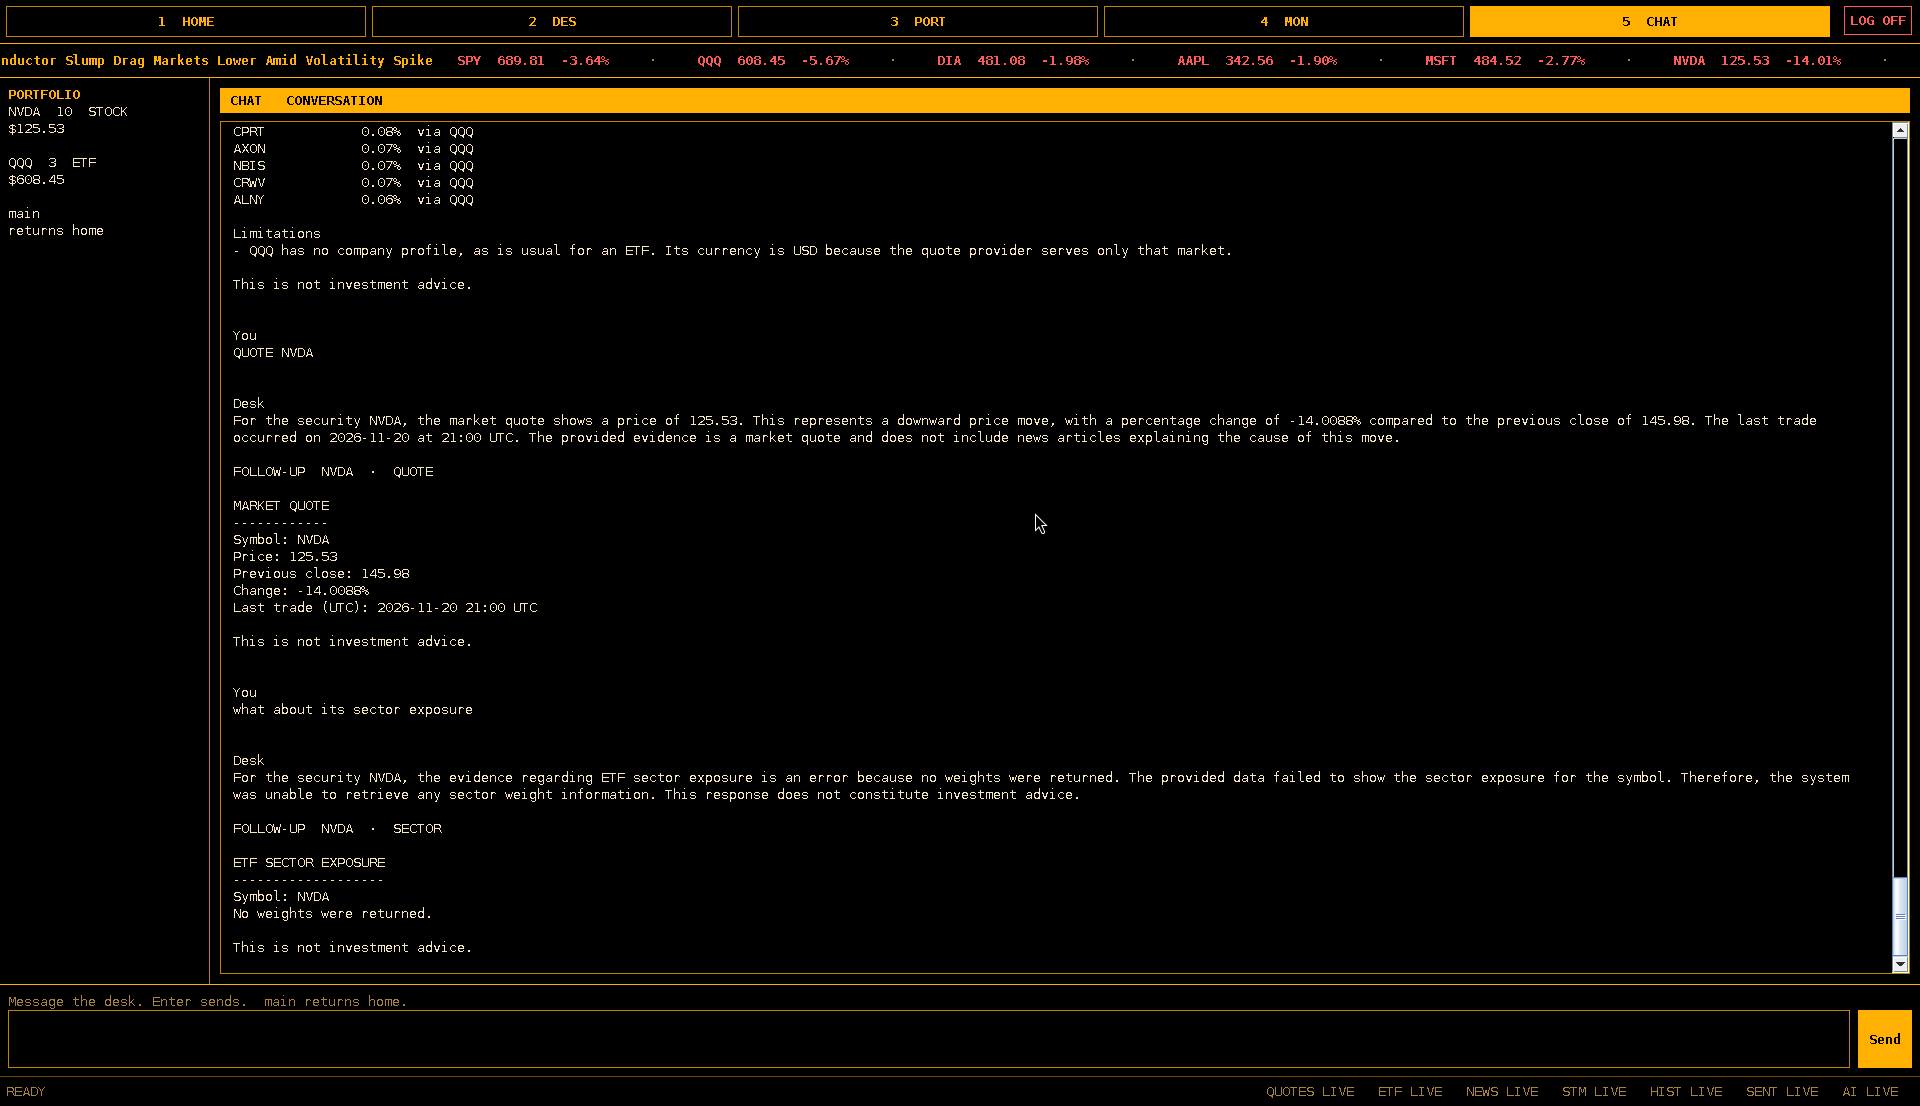 1 HOME
2 DES
3 PORT
4 MON
5 CHAT
LOG OFF
nductor Slump Drag Markets Lower Amid Volatility Spike SPY 689.81 -3.64% · QQQ 608.45 -5.67% · DIA 481.08 -1.98% · AAPL 342.56 -1.90% · MSFT 484.52 -2.77% · NVDA 125.53 -14.01% ·
PORTFOLIO
NVDA 10 STOCK
$125.53
QQQ 3 ETF
$608.45
main
returns home
CHAT CONVERSATION
CPRT 0.08% via QQQ
AXON 0.07% via QQQ
NBIS 0.07% via QQQ
CRWV 0.07% via QQQ
ALNY 0.06% via QQQ
Limitations
- QQQ has no company profile, as is usual for an ETF. Its currency is USD because the quote provider serves only that market.
This is not investment advice.
You
QUOTE NVDA
Desk
For the security NVDA, the market quote shows a price of 125.53. This represents a downward price move, with a percentage change of -14.0088% compared to the previous close of 145.98. The last trade
occurred on 2026-11-20 at 21:00 UTC. The provided evidence is a market quote and does not include news articles explaining the cause of this move.
FOLLOW-UP NVDA · QUOTE
MARKET QUOTE
------------
Symbol: NVDA
Price: 125.53
Previous close: 145.98
Change: -14.0088%
Last trade (UTC): 2026-11-20 21:00 UTC
This is not investment advice.
You
what about its sector exposure
Desk
For the security NVDA, the evidence regarding ETF sector exposure is an error because no weights were returned. The provided data failed to show the sector exposure for the symbol. Therefore, the system
was unable to retrieve any sector weight information. This response does not constitute investment advice.
FOLLOW-UP NVDA · SECTOR
ETF SECTOR EXPOSURE
-------------------
Symbol: NVDA
No weights were returned.
This is not investment advice.
Message the desk. Enter sends. main returns home.
Send
READY
QUOTES LIVE ETF LIVE NEWS LIVE STM LIVE HIST LIVE SENT LIVE AI LIVE